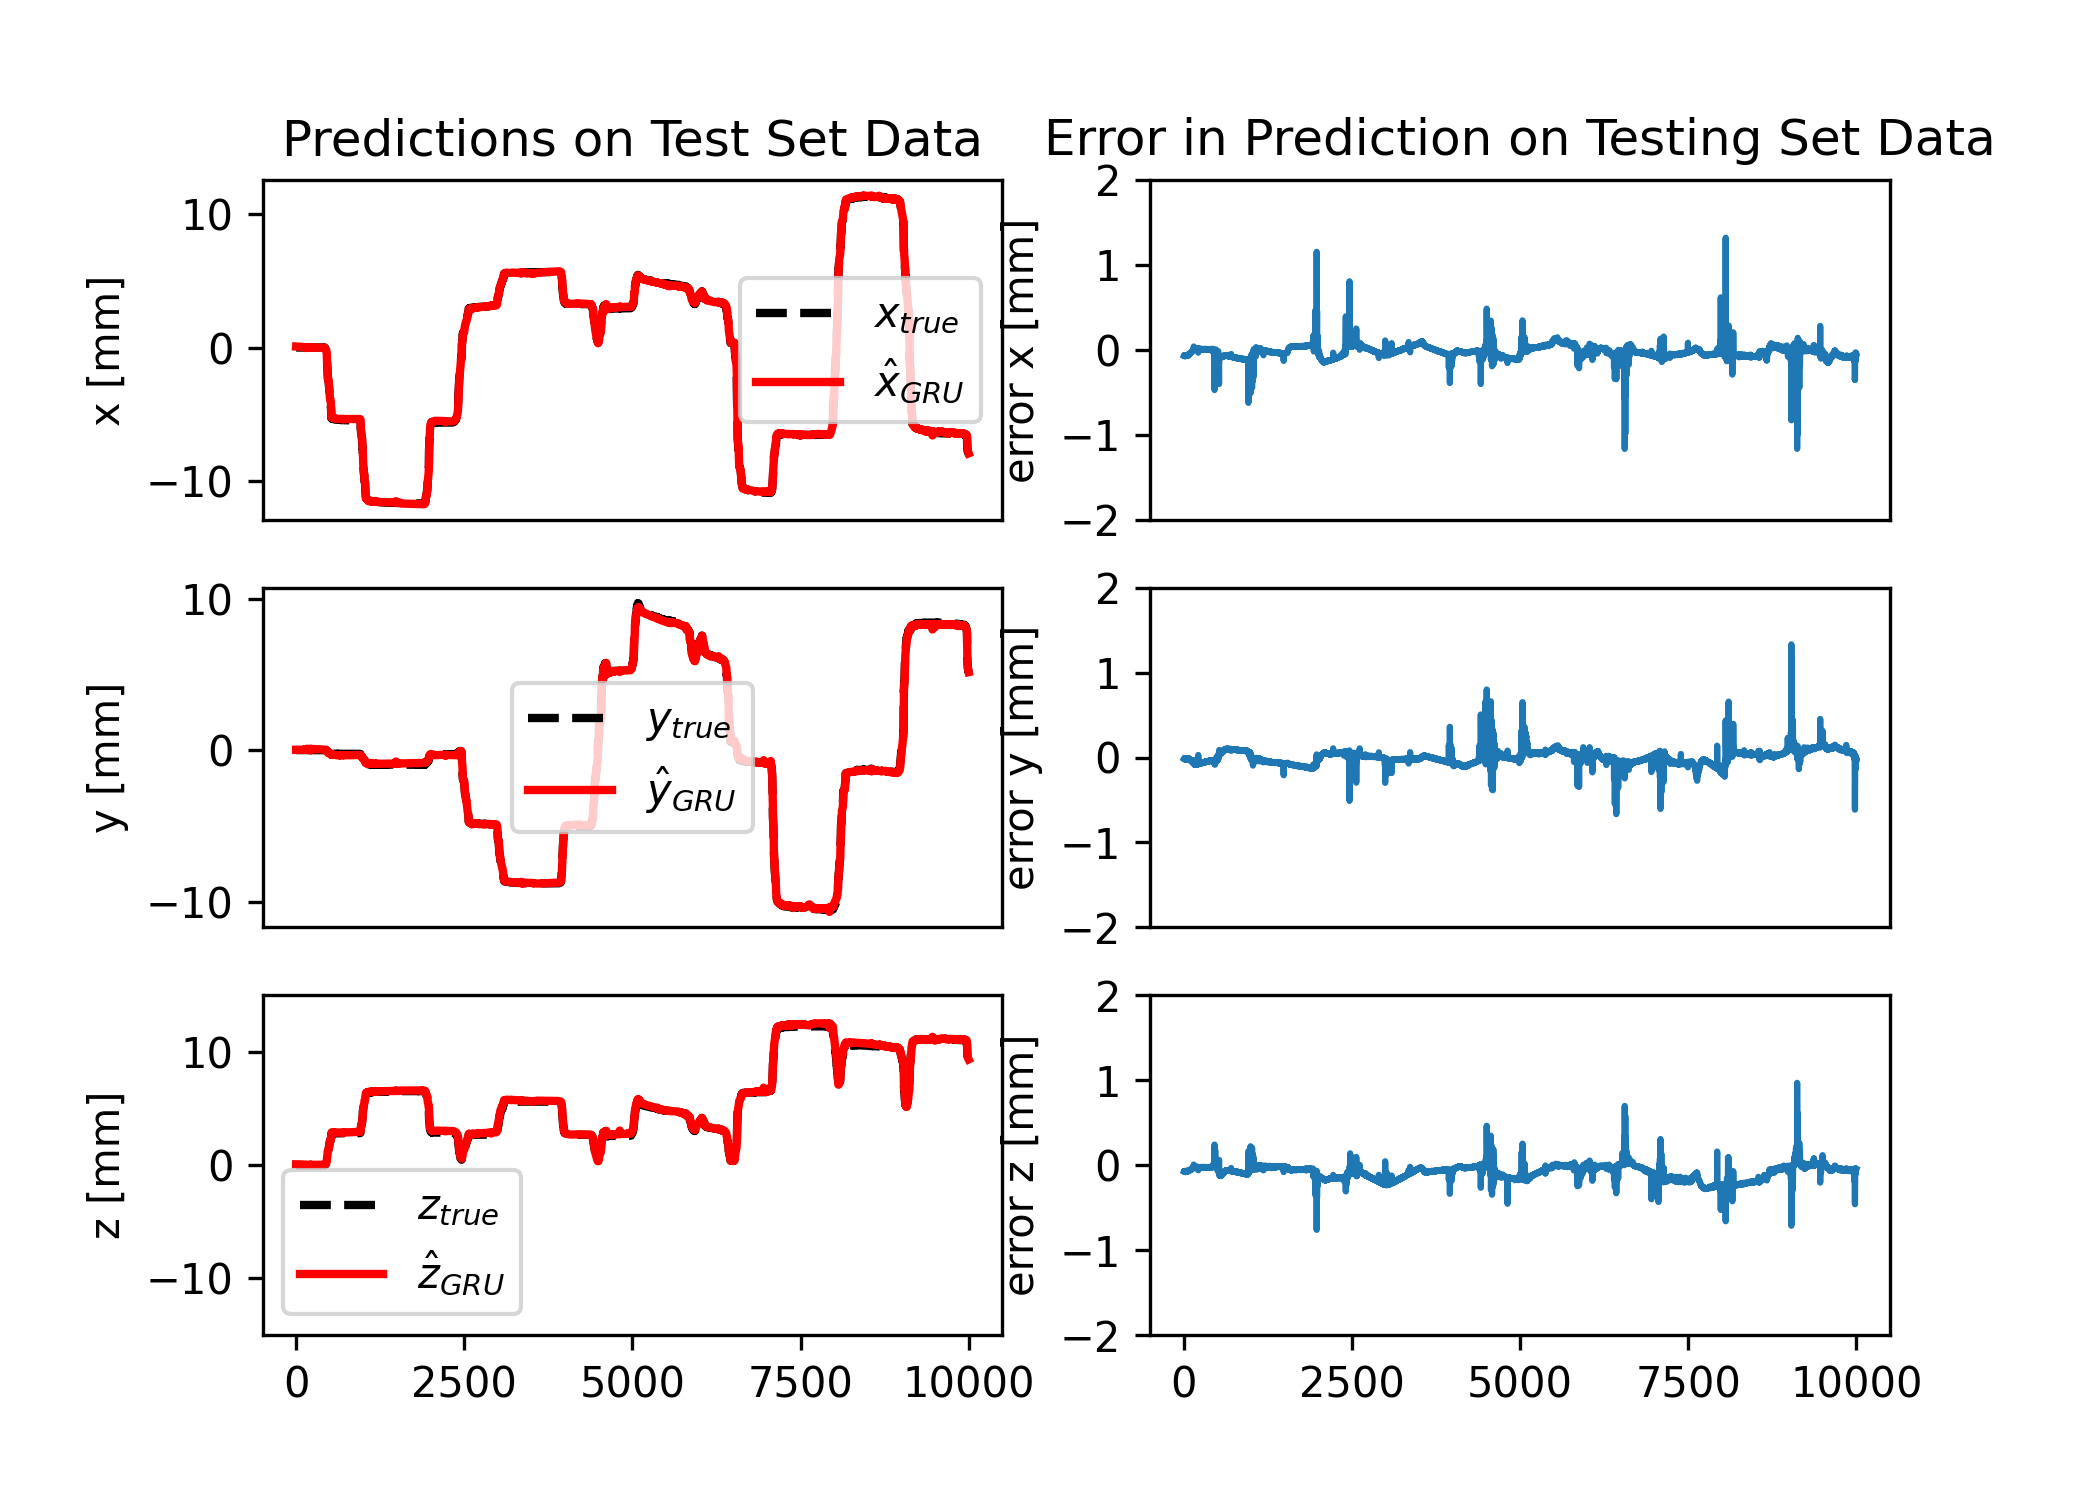 Predictions on Test Set Data
Error in Prediction on Testing Set Data
x [mm]
10
0
−10
x_true
x̂_GRU
error x [mm]
2
1
0
−1
−2
y [mm]
10
0
−10
y_true
ŷ_GRU
error y [mm]
2
1
0
−1
−2
z [mm]
10
0
−10
z_true
ẑ_GRU
0 2500 5000 7500 10000
error z [mm]
2
1
0
−1
−2
0 2500 5000 7500 10000